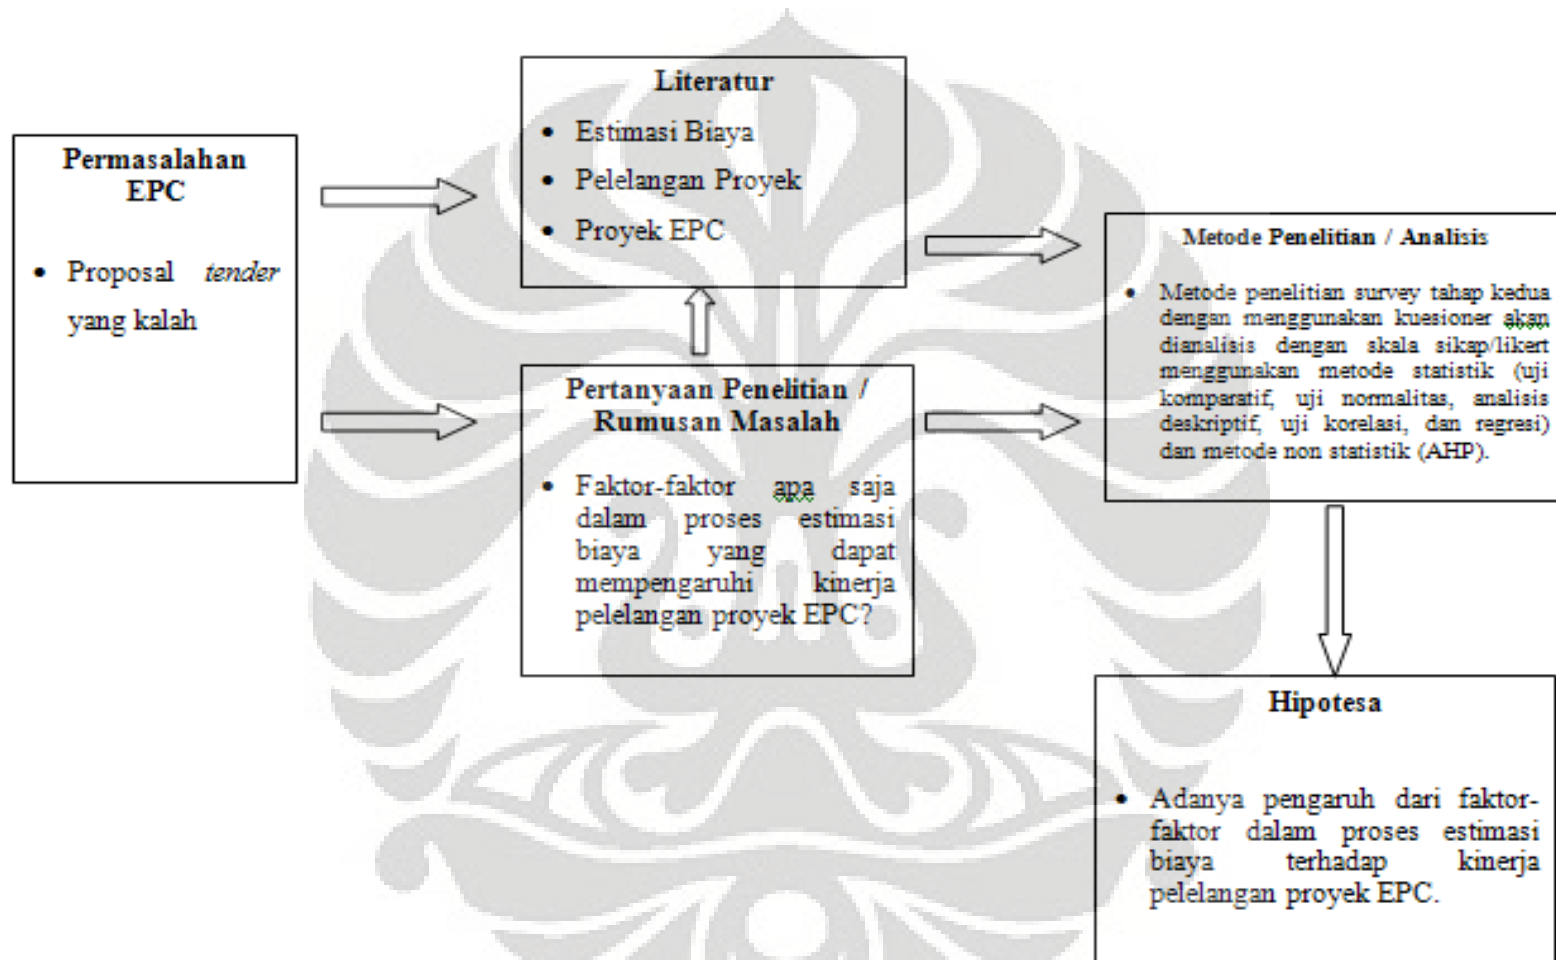 Permasalahan
EPC
• Proposal tender
yang kalah
Literatur
• Estimasi Biaya
• Pelelangan Proyek
• Proyek EPC
Pertanyaan Penelitian /
Rumusan Masalah
• Faktor-faktor apa saja
dalam proses estimasi
biaya yang dapat
mempengaruhi kinerja
pelelangan proyek EPC?
Metode Penelitian / Analisis
• Metode penelitian survey tahap kedua
dengan menggunakan kuesioner akan
dianalisis dengan skala sikap/likert
menggunakan metode statistik (uji
komparatif, uji normalitas, analisis
deskriptif, uji korelasi, dan regresi)
dan metode non statistik (AHP).
Hipotesa
• Adanya pengaruh dari faktor-
faktor dalam proses estimasi
biaya terhadap kinerja
pelelangan proyek EPC.